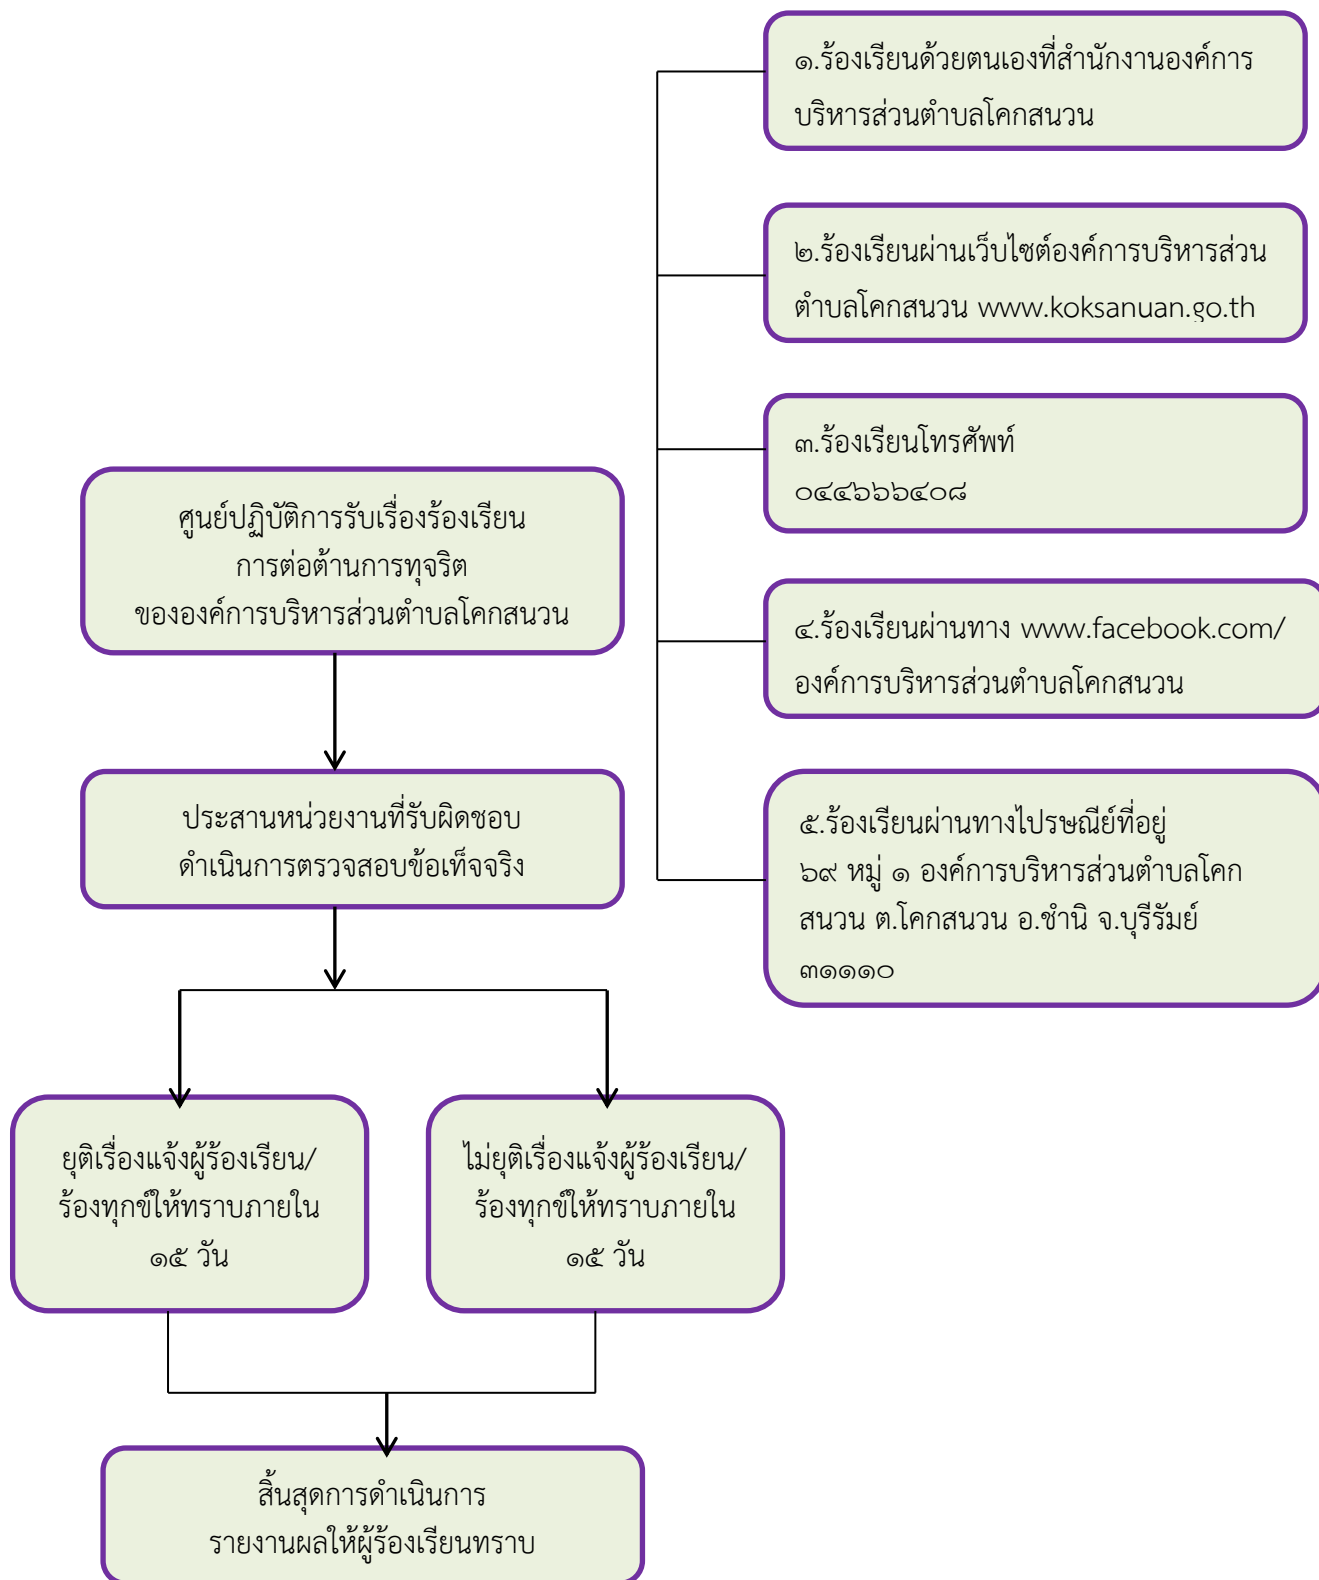 ๑.ร้องเรียนด้วยตนเองที่สำนักงานองค์การ
บริหารส่วนตำบลโคกสนวน
๒.ร้องเรียนผ่านเว็บไซต์องค์การบริหารส่วน
ตำบลโคกสนวน www.koksanuan.go.th
๓.ร้องเรียนโทรศัพท์
๐๔๔๖๖๖๔๐๘
๔.ร้องเรียนผ่านทาง www.facebook.com/
องค์การบริหารส่วนตำบลโคกสนวน
๕.ร้องเรียนผ่านทางไปรษณีย์ที่อยู่
๖๙ หมู่ ๑ องค์การบริหารส่วนตำบลโคก
สนวน ต.โคกสนวน อ.ชำนิ จ.บุรีรัมย์
๓๑๑๑๐
ศูนย์ปฏิบัติการรับเรื่องร้องเรียน
การต่อต้านการทุจริต
ขององค์การบริหารส่วนตำบลโคกสนวน
ประสานหน่วยงานที่รับผิดชอบ
ดำเนินการตรวจสอบข้อเท็จจริง
ยุติเรื่องแจ้งผู้ร้องเรียน/
ร้องทุกข์ให้ทราบภายใน
๑๕ วัน
ไม่ยุติเรื่องแจ้งผู้ร้องเรียน/
ร้องทุกข์ให้ทราบภายใน
๑๕ วัน
สิ้นสุดการดำเนินการ
รายงานผลให้ผู้ร้องเรียนทราบ